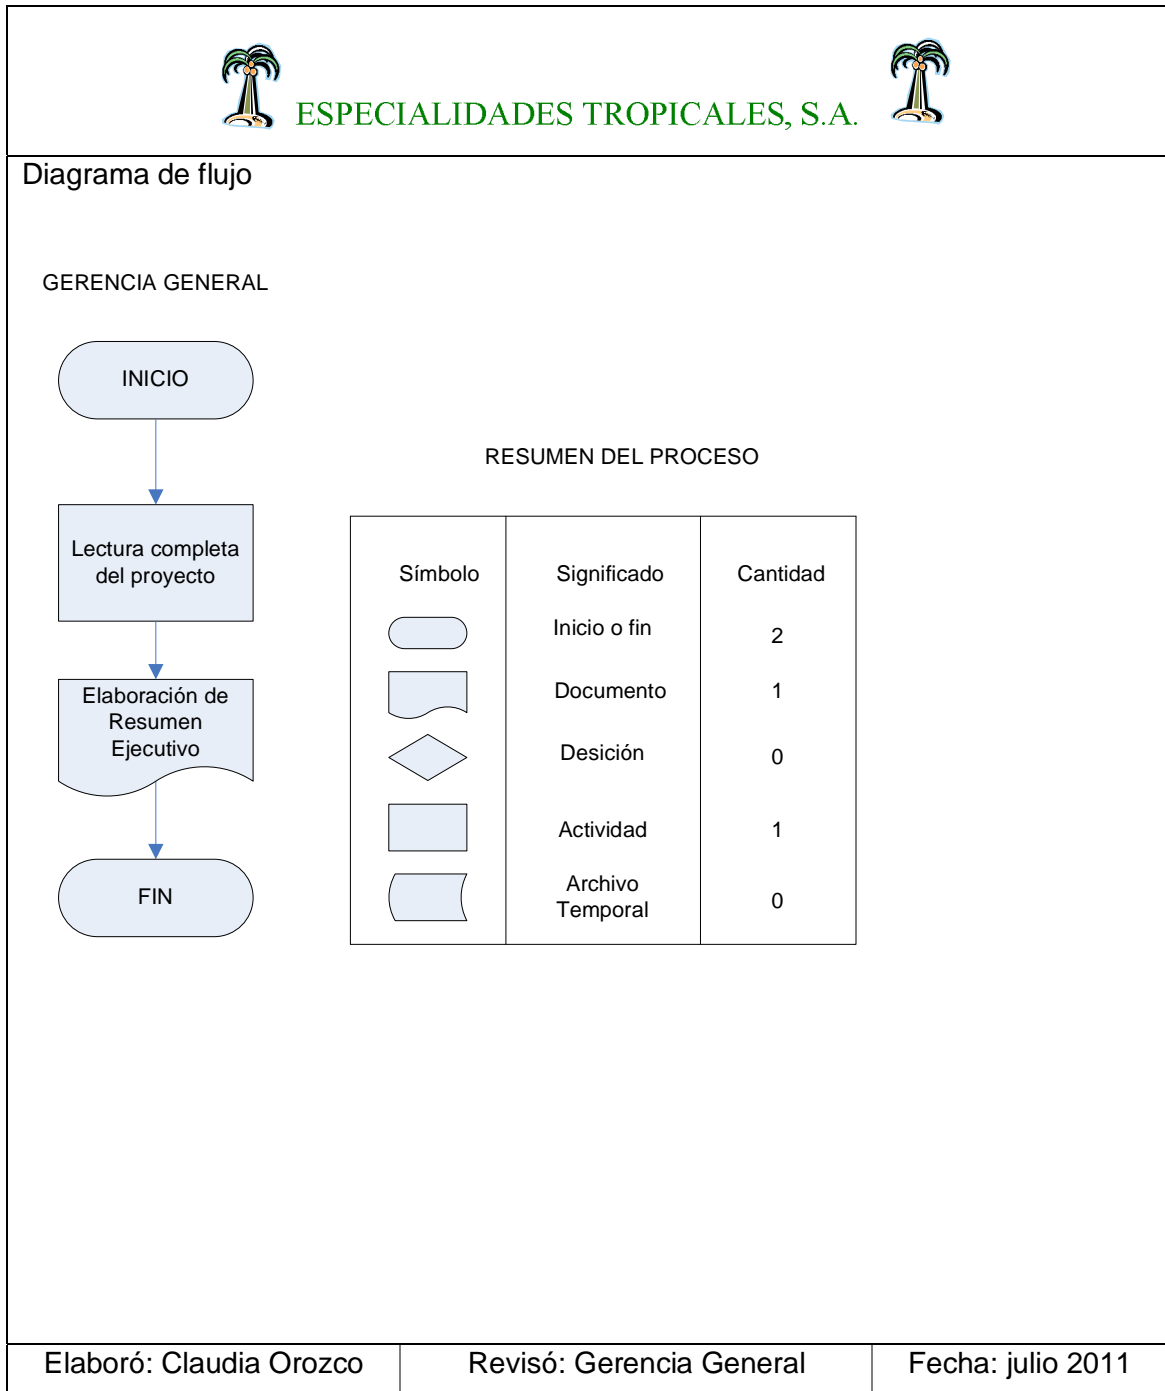 ESPECIALIDADES TROPICALES, S.A.
Diagrama de flujo
GERENCIA GENERAL
INICIO
Lectura completa
del proyecto
Elaboración de
Resumen
Ejecutivo
FIN
RESUMEN DEL PROCESO
Símbolo Significado Cantidad
Inicio o fin 2
Documento 1
Desición 0
Actividad 1
Archivo
Temporal 0
Elaboró: Claudia Orozco Revisó: Gerencia General Fecha: julio 2011